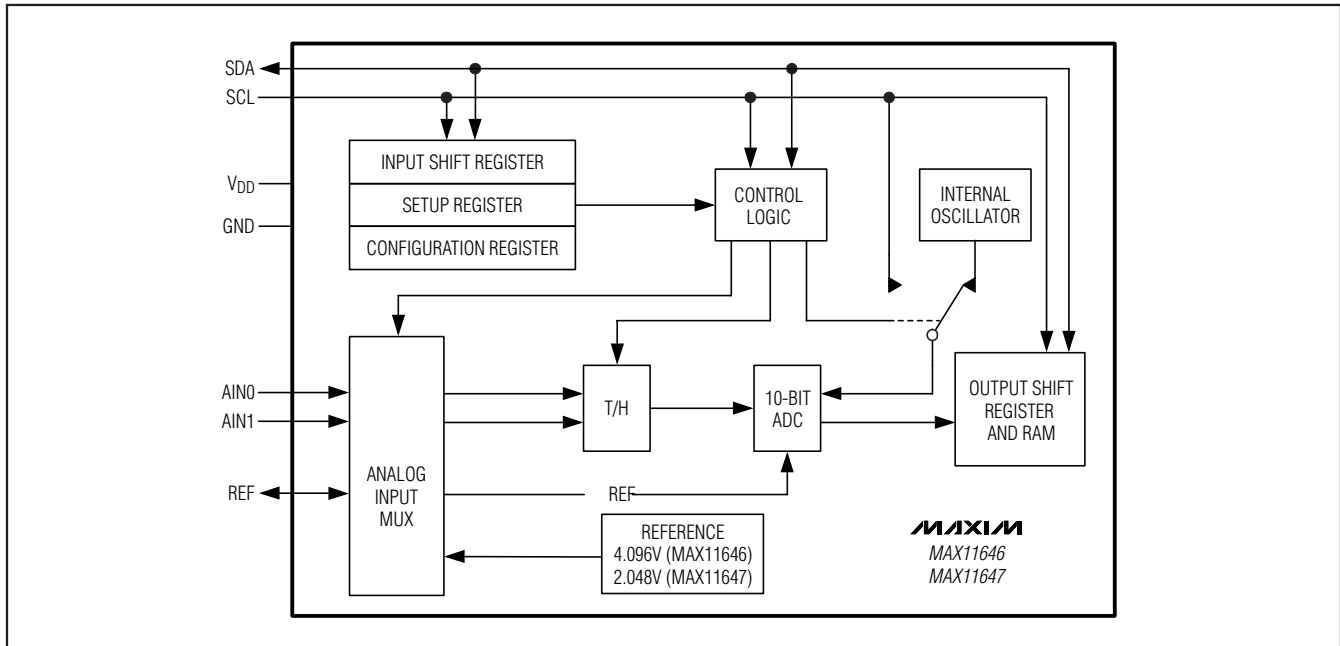 SDA
SCL
VDD
GND
INPUT SHIFT REGISTER
SETUP REGISTER
CONFIGURATION REGISTER
CONTROL
LOGIC
INTERNAL
OSCILLATOR
AIN0
AIN1
REF
ANALOG
INPUT
MUX
T/H
10-BIT
ADC
OUTPUT SHIFT
REGISTER
AND RAM
REF
REFERENCE
4.096V (MAX11646)
2.048V (MAX11647)
MAXIM
MAX11646
MAX11647